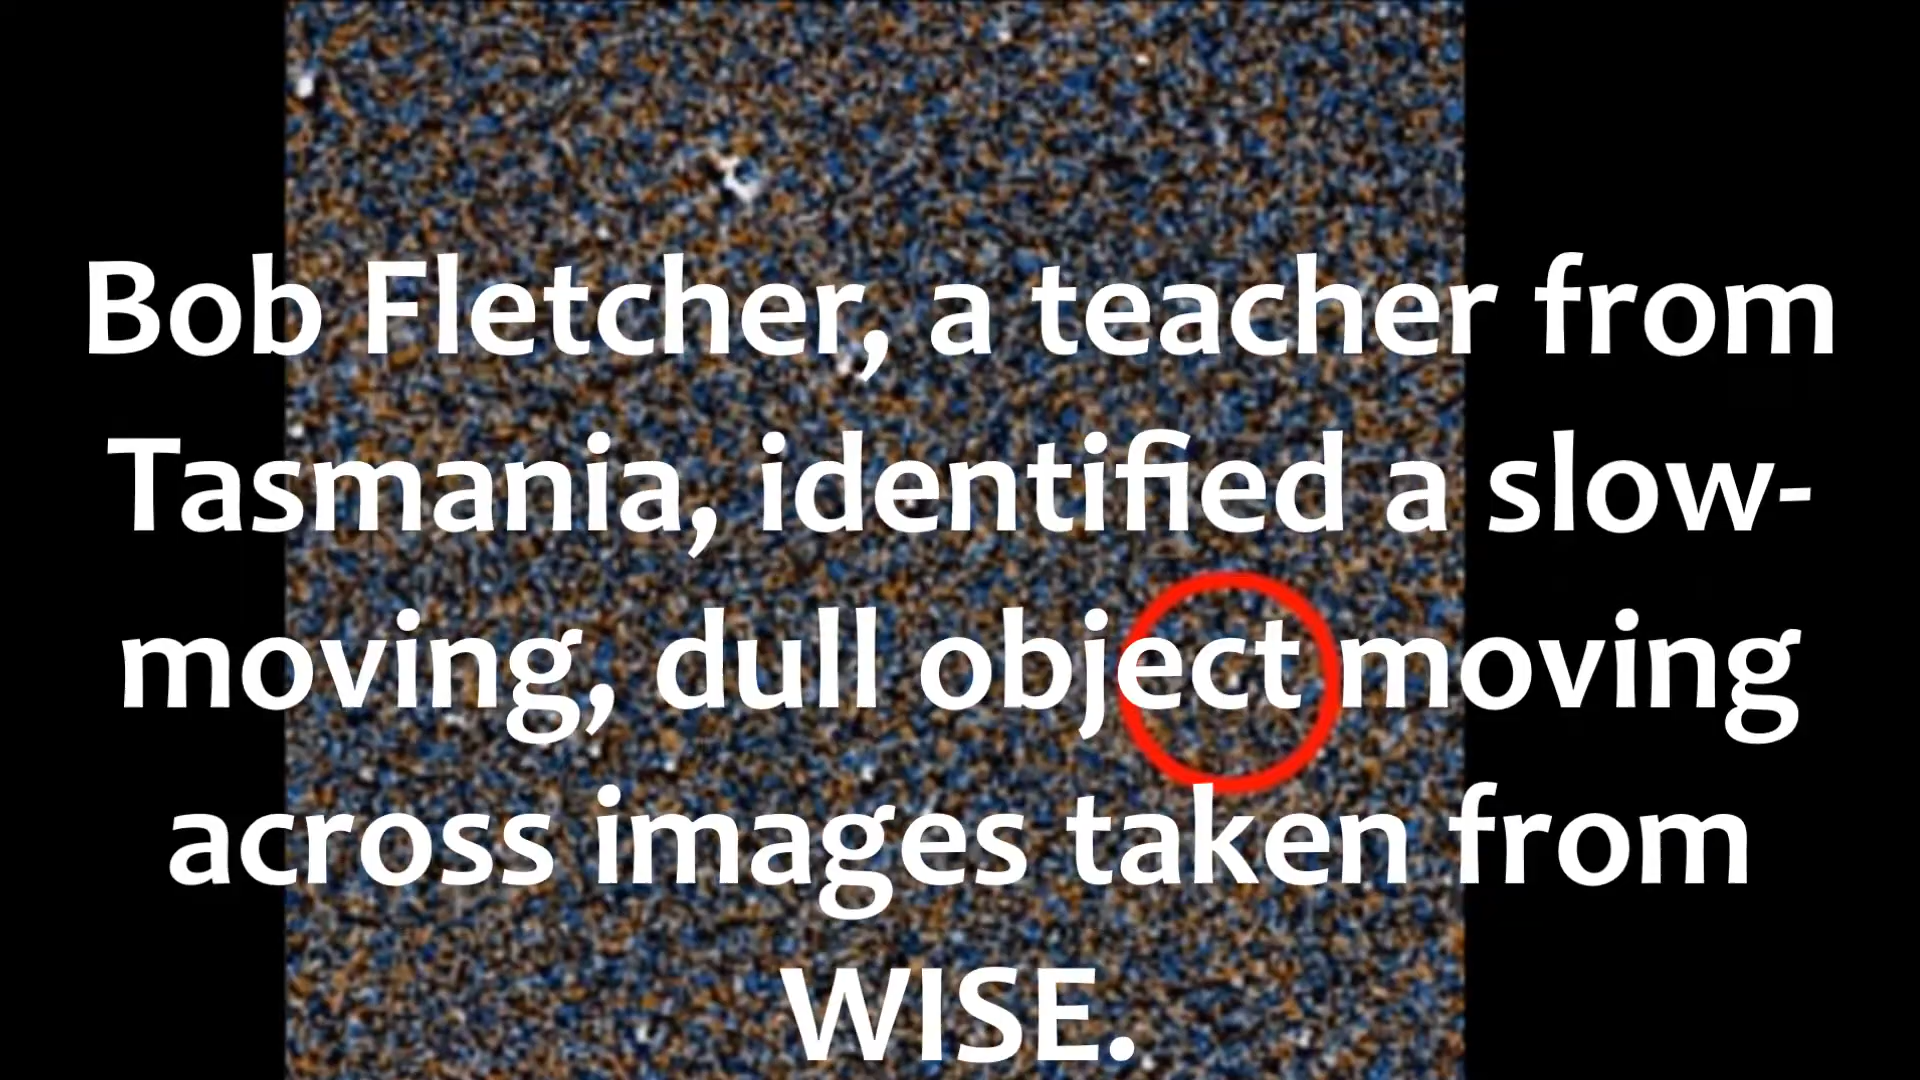 Bob Fletcher, a teacher from
Tasmania, identified a slow-
moving, dull object moving
across images taken from
WISE.